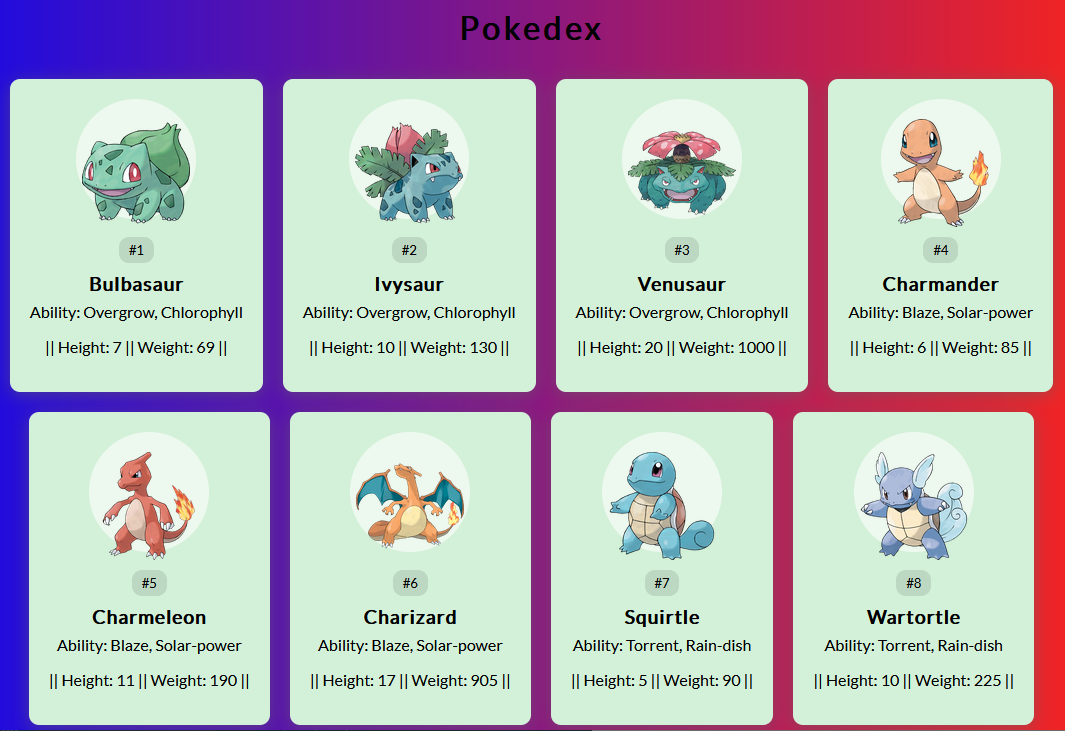 Pokedex
#1
Bulbasaur
Ability: Overgrow, Chlorophyll
|| Height: 7 || Weight: 69 ||
#2
Ivysaur
Ability: Overgrow, Chlorophyll
|| Height: 10 || Weight: 130 ||
#3
Venusaur
Ability: Overgrow, Chlorophyll
|| Height: 20 || Weight: 1000 ||
#4
Charmander
Ability: Blaze, Solar-power
|| Height: 6 || Weight: 85 ||
#5
Charmeleon
Ability: Blaze, Solar-power
|| Height: 11 || Weight: 190 ||
#6
Charizard
Ability: Blaze, Solar-power
|| Height: 17 || Weight: 905 ||
#7
Squirtle
Ability: Torrent, Rain-dish
|| Height: 5 || Weight: 90 ||
#8
Wartortle
Ability: Torrent, Rain-dish
|| Height: 10 || Weight: 225 ||